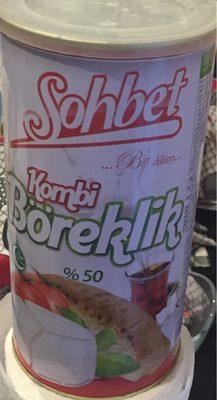 Sohbet
...Bir dilim...
Kombi
Böreklik
%50